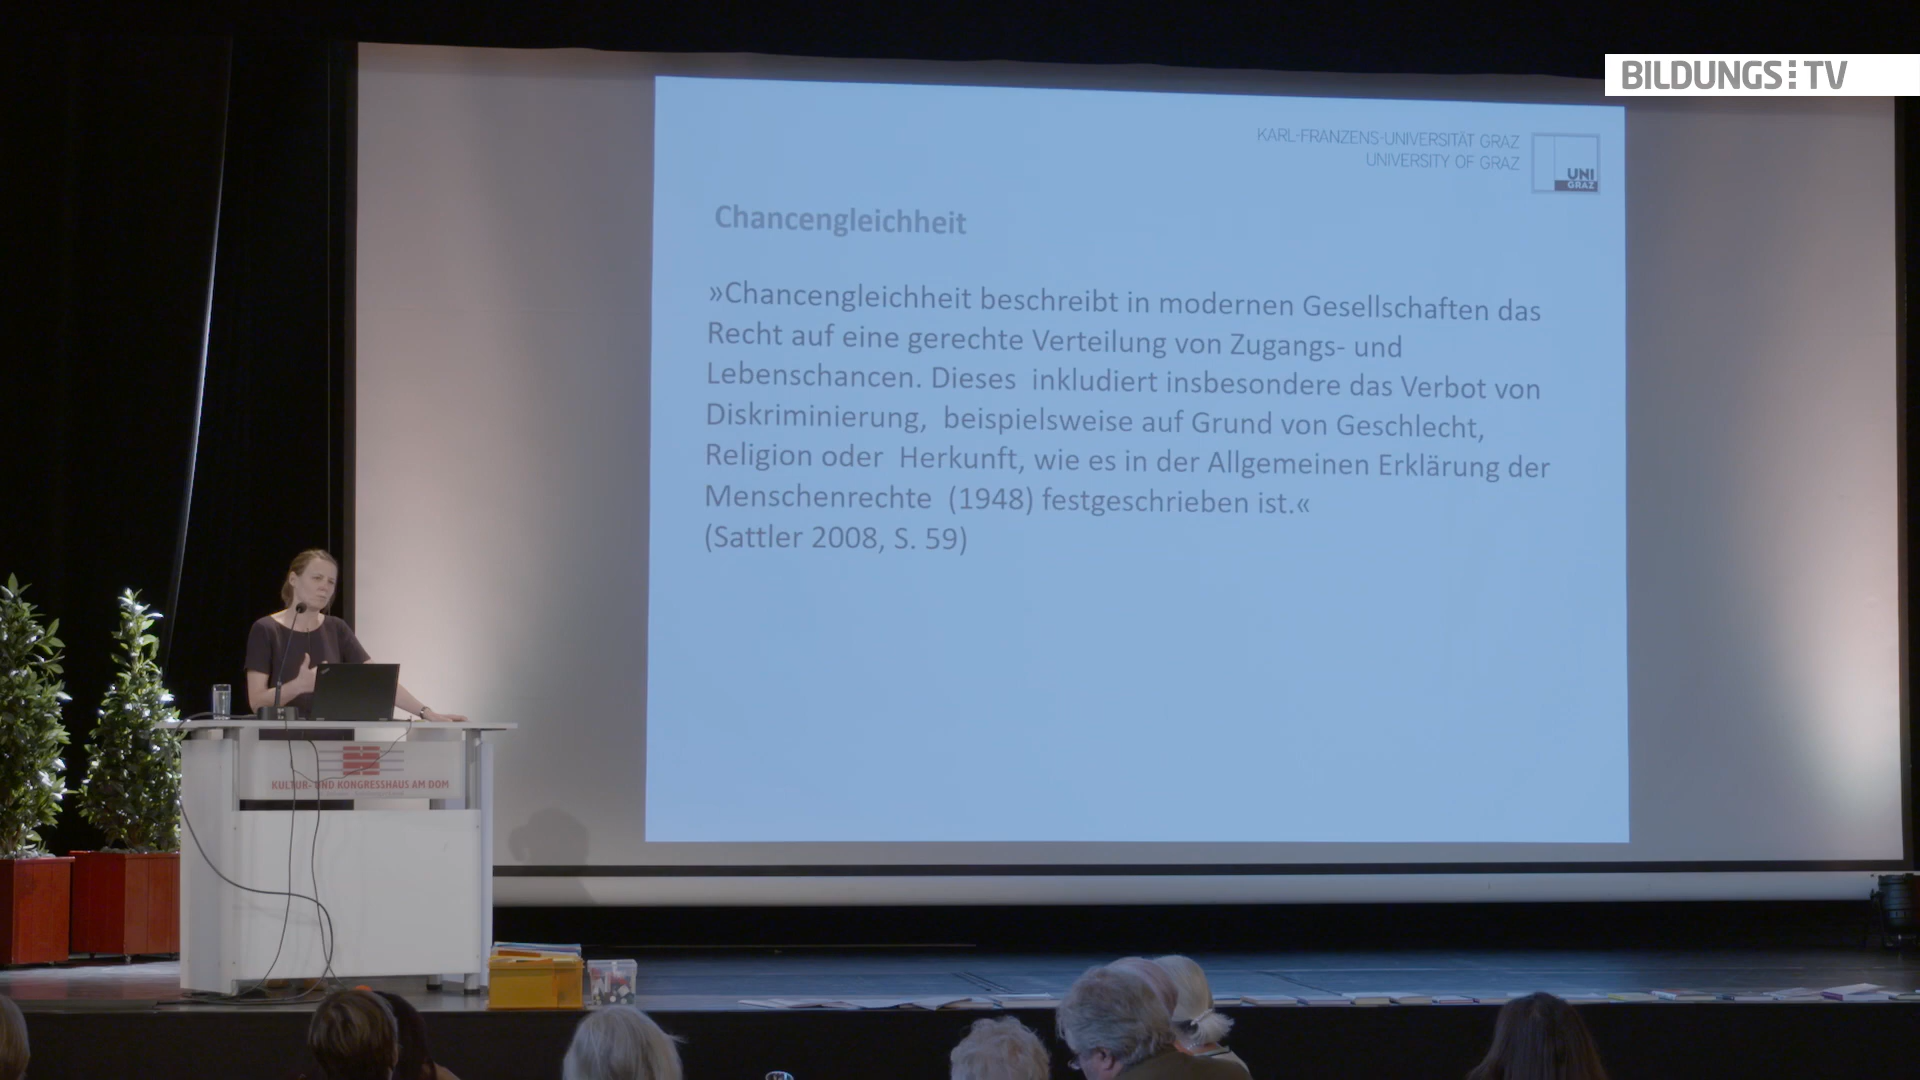 BILDUNGS:TV
KARL-FRANZENS-UNIVERSITÄT GRAZ
UNIVERSITY OF GRAZ
UNI
GRAZ
Chancengleichheit
»Chancengleichheit beschreibt in modernen Gesellschaften das
Recht auf eine gerechte Verteilung von Zugangs- und
Lebenschancen. Dieses inkludiert insbesondere das Verbot von
Diskriminierung, beispielsweise auf Grund von Geschlecht,
Religion oder Herkunft, wie es in der Allgemeinen Erklärung der
Menschenrechte (1948) festgeschrieben ist.«
(Sattler 2008, S. 59)
KULTUR- UND KONGRESSHAUS AM DOM